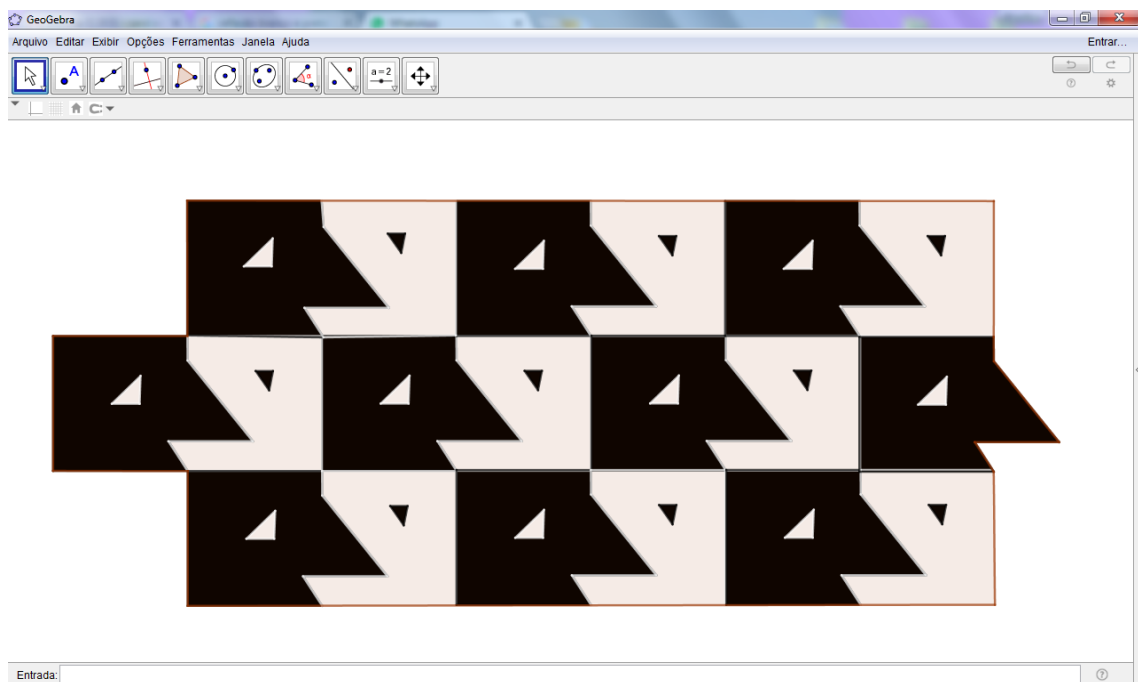 GeoGebra
Arquivo Editar Exibir Opções Ferramentas Janela Ajuda
Entrar...
A
α
a=2
Entrada: